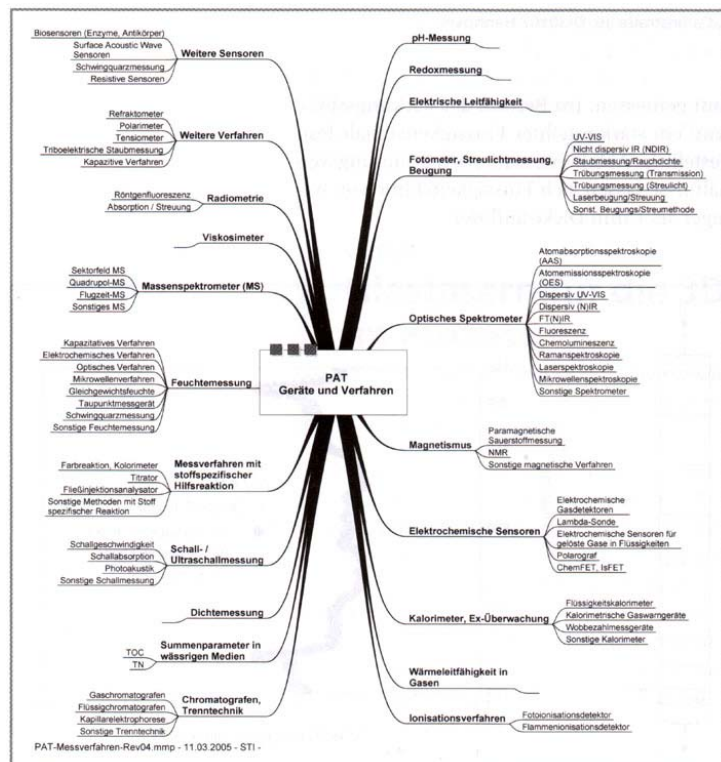 PAT
Geräte und Verfahren
Weitere Sensoren
Biosensoren (Enzyme, Antikörper)
Surface Acoustic Wave
Sensoren
Schwingquarzmessung
Resistive Sensoren
Weitere Verfahren
Refraktometer
Polarimeter
Tensiometer
Triboelektrische Staubmessung
Kapazitive Verfahren
Radiometrie
Röntgenfluoreszenz
Absorption / Streuung
Viskosimeter
Massenspektrometer (MS)
Sektorfeld MS
Quadrupol-MS
Flugzeit-MS
Sonstiges MS
Feuchtemessung
Kapazitatives Verfahren
Elektrochemisches Verfahren
Optisches Verfahren
Mikrowellenverfahren
Gleichgewichtsfeuchte
Taupunktmessgerät
Schwingquarzmessung
Sonstige Feuchtemessung
Messverfahren mit
stoffspezifischer
Hilfsreaktion
Farbreaktion, Kolorimeter
Titrator
Fließinjektionsanalysator
Sonstige Methoden mit Stoff
spezifischer Reaktion
Schall- /
Ultraschallmessung
Schallgeschwindigkeit
Schallabsorption
Photoakustik
Sonstige Schallmessung
Dichtemessung
Summenparameter in
wässrigen Medien
TOC
TN
Chromatografen,
Trenntechnik
Gaschromatografen
Flüssigchromatografen
Kapillarelektrophorese
Sonstige Trenntechnik
pH-Messung
Redoxmessung
Elektrische Leitfähigkeit
Fotometer, Streulichtmessung,
Beugung
UV-VIS
Nicht dispersiv IR (NDIR)
Staubmessung/Rauchdichte
Trübungsmessung (Transmission)
Trübungsmessung (Streulicht)
Laserbeugung/Streuung
Sonst. Beugungs/Streumethode
Optisches Spektrometer
Atomabsorptionsspektroskopie
(AAS)
Atomemissionsspektroskopie
(OES)
Dispersiv UV-VIS
Dispersiv (N)IR
FT(N)IR
Fluoreszenz
Chemolumineszenz
Ramanspektroskopie
Laserspektroskopie
Mikrowellenspektroskopie
Sonstige Spektrometer
Magnetismus
Paramagnetische
Sauerstoffmessung
NMR
Sonstige magnetische Verfahren
Elektrochemische Sensoren
Elektrochemische
Gasdetektoren
Lambda-Sonde
Elektrochemische Sensoren für
gelöste Gase in Flüssigkeiten
Polarograf
ChemFET, IsFET
Kalorimeter, Ex-Überwachung
Flüssigkeitskalorimeter
Kalorimetrische Gaswarngeräte
Wobbezahlmessgeräte
Sonstige Kalorimeter
Wärmeleitfähigkeit in
Gasen
Ionisationsverfahren
Fotoionisationsdetektor
Flammenionisationsdetektor
PAT-Messverfahren-Rev04.mmp - 11.03.2005 - STI -